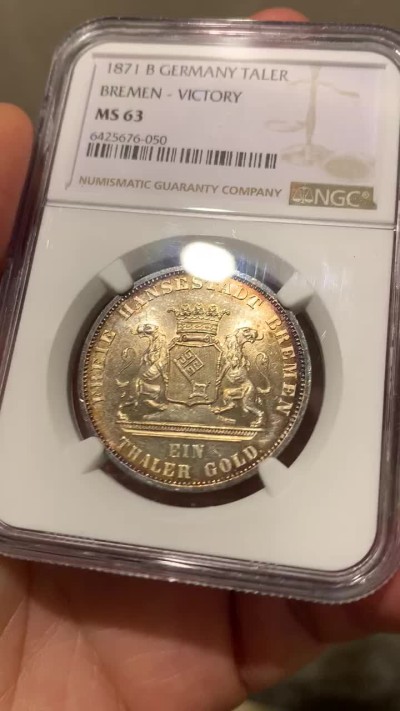 1871 B GERMANY TALER
BREMEN - VICTORY
MS 63
6425676-050
NUMISMATIC GUARANTY COMPANY
NGC®
FREIE HANSESTADT BREMEN
EIN
THALER GOLD